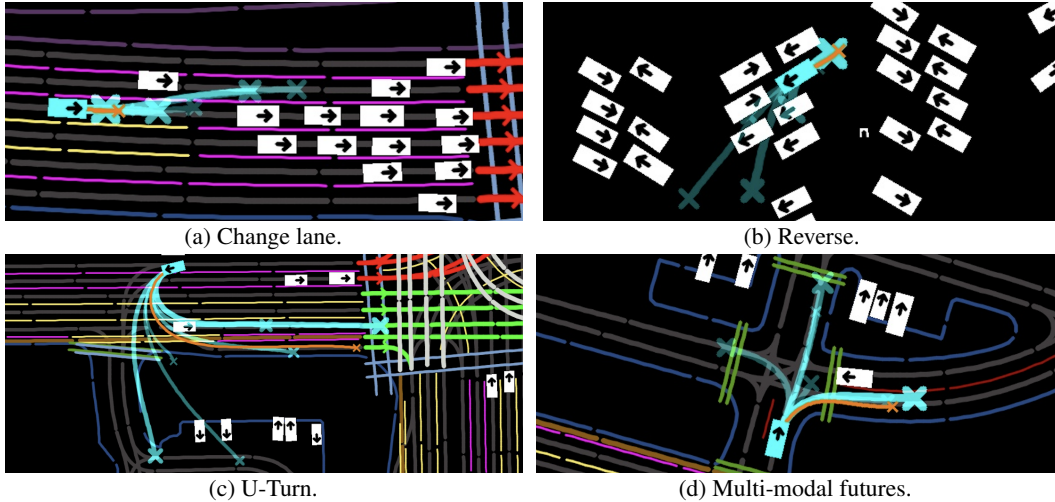 (a) Change lane.
(b) Reverse.
(c) U-Turn.
(d) Multi-modal futures.